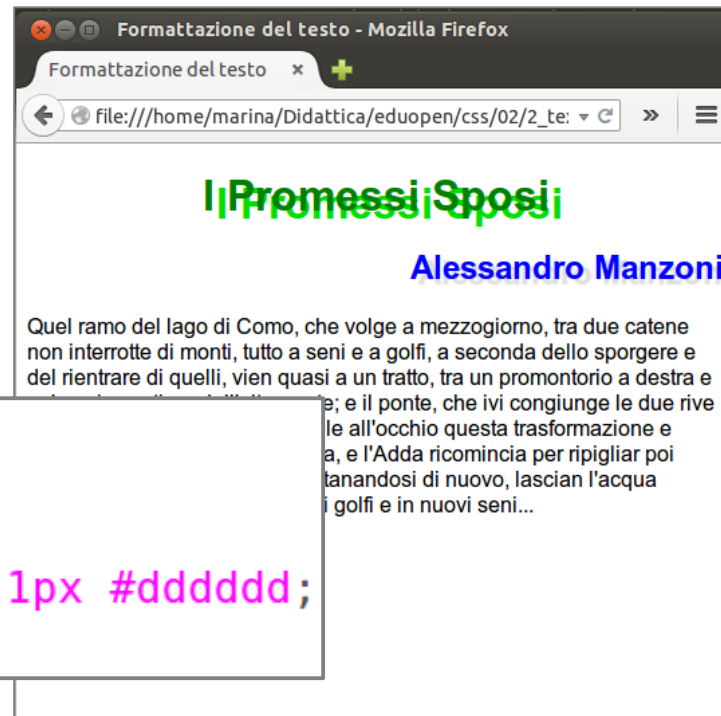 Formattazione del testo - Mozilla Firefox
Formattazione del testo
file:///home/marina/Didattica/eduopen/css/02/2_te
I Promessi Sposi
Alessandro Manzoni
Quel ramo del lago di Como, che volge a mezzogiorno, tra due catene
non interrotte di monti, tutto a seni e a golfi, a seconda dello sporgere e
del rientrare di quelli, vien quasi a un tratto, tra un promontorio a destra e
e; e il ponte, che ivi congiunge le due rive
le all'occhio questa trasformazione e
a, e l'Adda ricomincia per ripigliar poi
tanandosi di nuovo, lascian l'acqua
i golfi e in nuovi seni...
1px #dddddd;